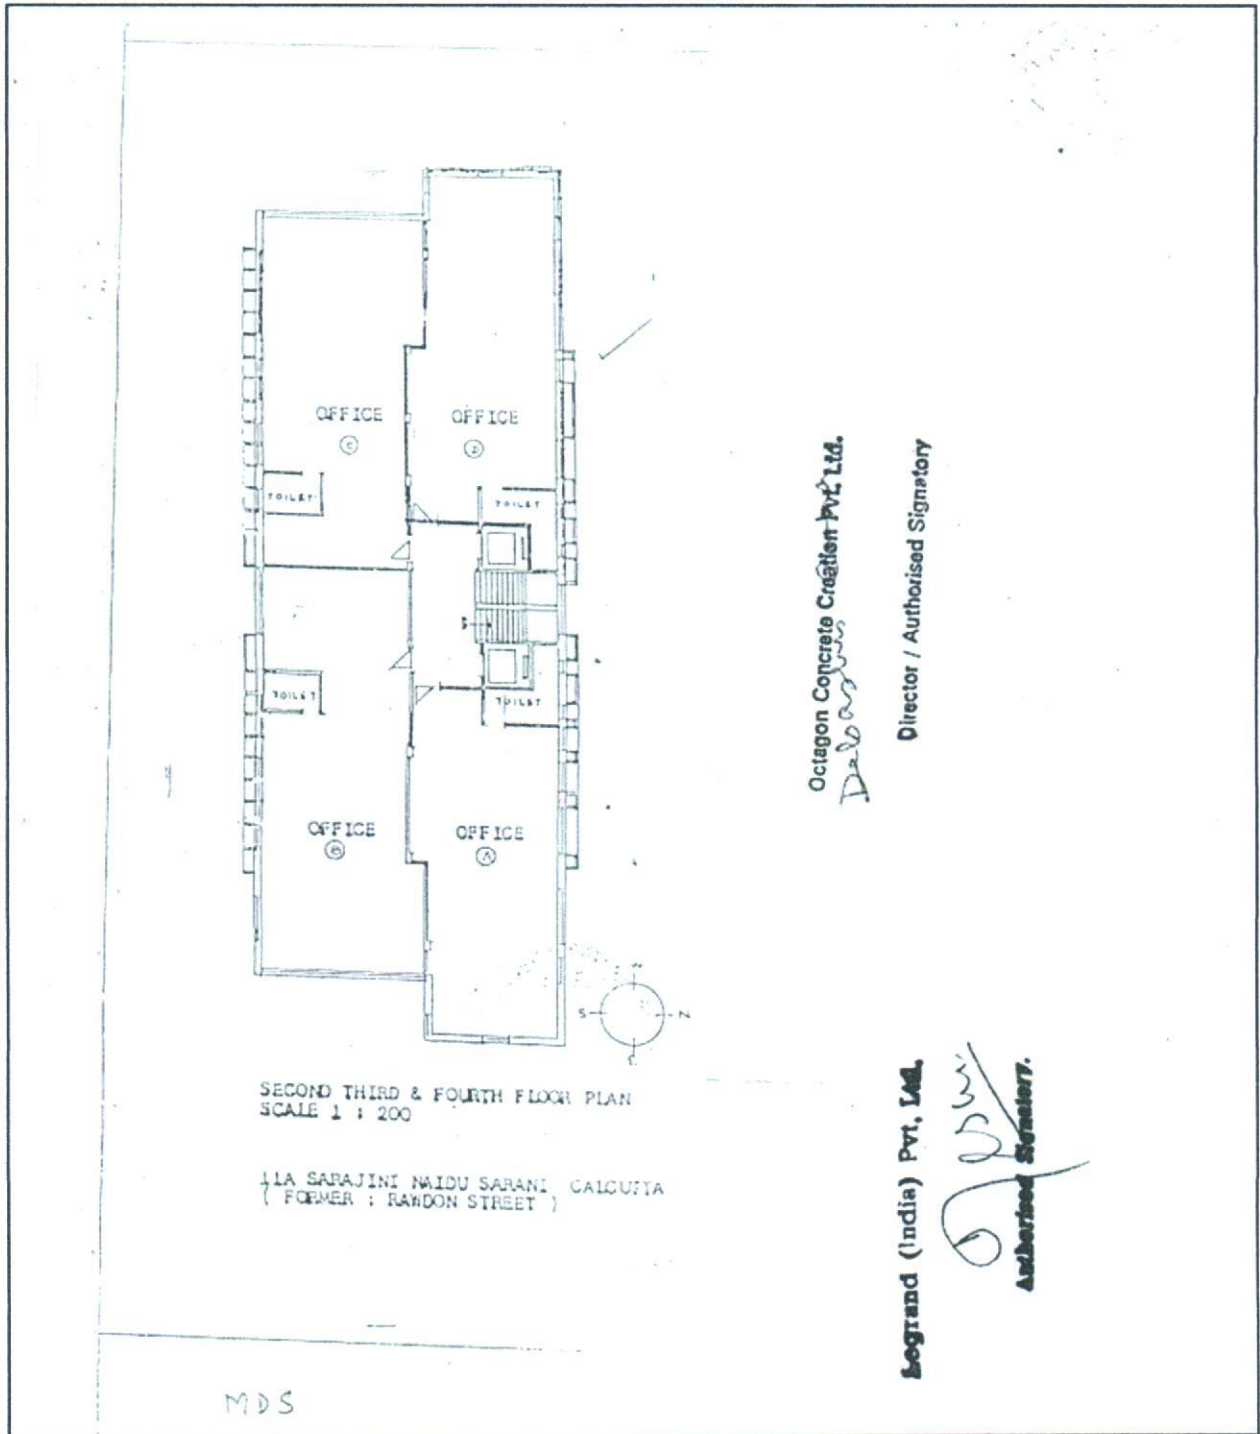 OFFICE
C
OFFICE
D
TOILET
TOILET
TOILET
TOILET
OFFICE
B
OFFICE
A
S
N
SECOND THIRD & FOURTH FLOOR PLAN
SCALE 1 : 200
11A SARAJINI NAIDU SARANI CALCUTTA
( FORMER : RAWDON STREET )
MDS
Octagon Concrete Creation Pvt. Ltd.
Director / Authorised Signatory
Legrand (India) Pvt. Ltd.
Authorised Signatory.